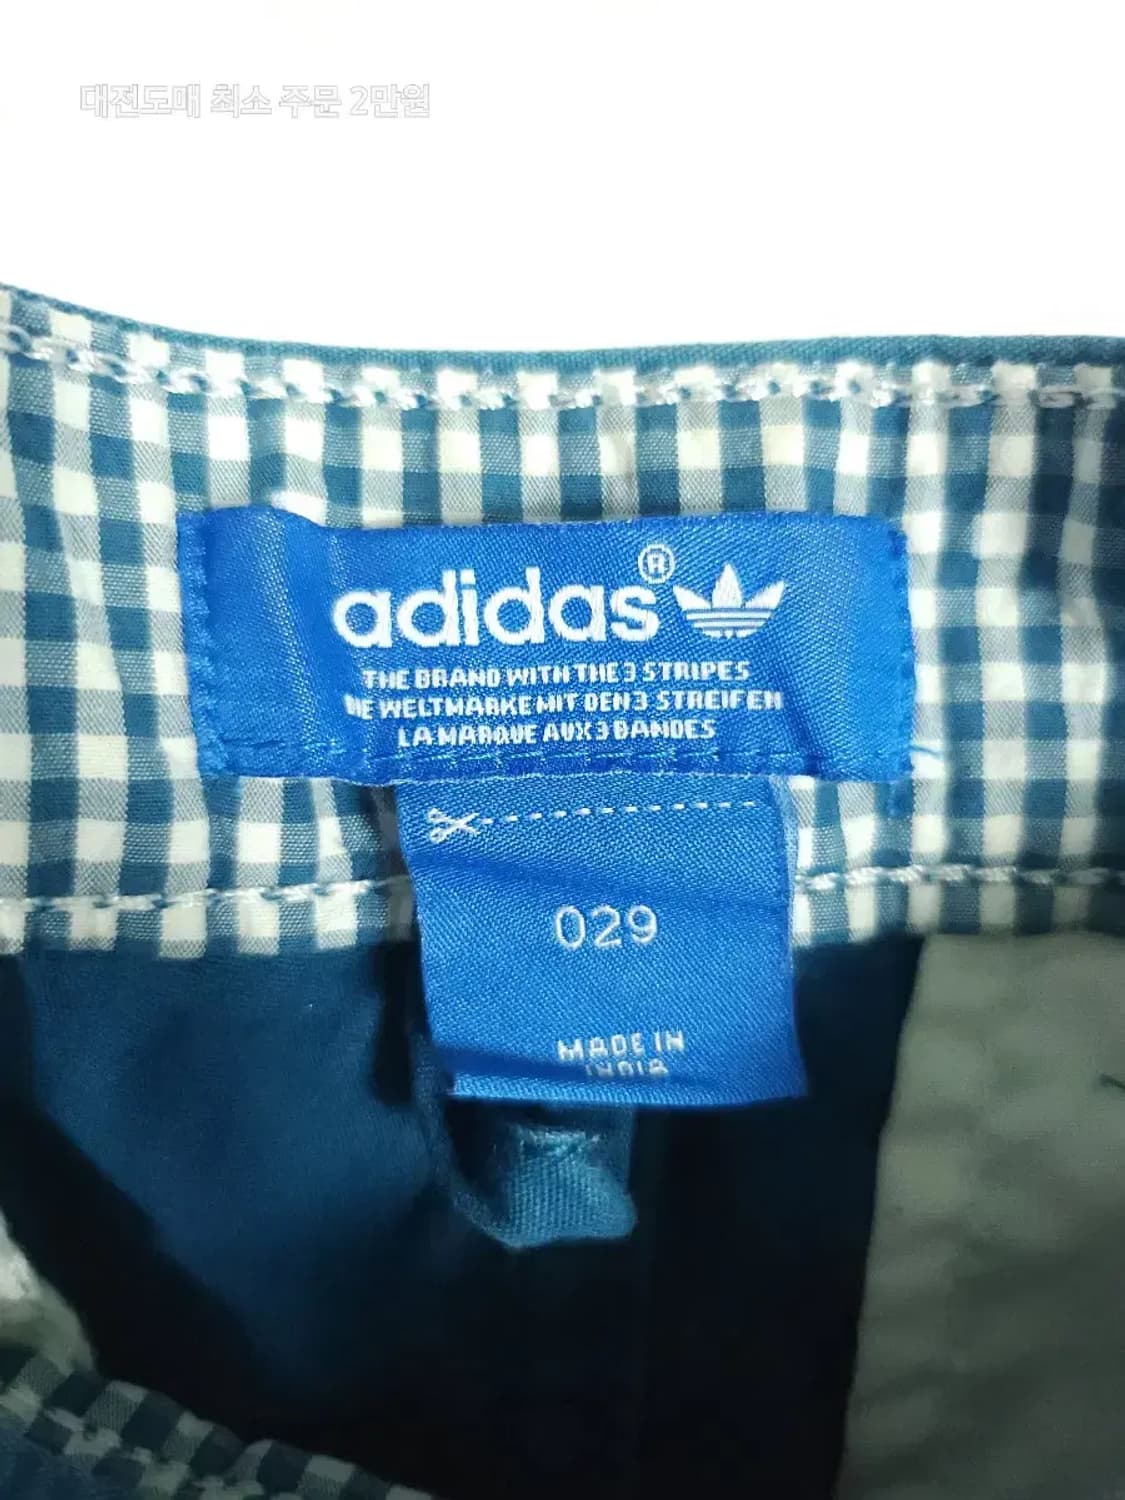 대전도매 최소 주문 2만원
adidas®
THE BRAND WITH THE 3 STRIPES
DIE WELTMARKE MIT DEN 3 STREIFEN
LA MARQUE AUX 3 BANDES
029
MADE IN
INDIA